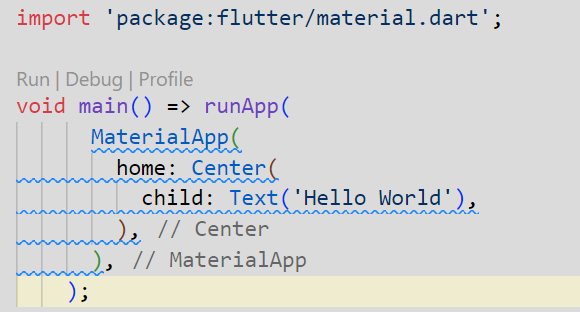 import 'package:flutter/material.dart';
Run | Debug | Profile
void main() => runApp(
MaterialApp(
home: Center(
child: Text('Hello World'),
), // Center
), // MaterialApp
);